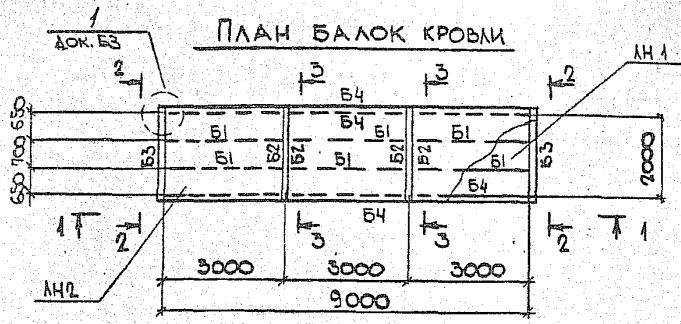 1
ДОК. Б3
ПЛАН БАЛОК КРОВЛИ
ЛН1
2 3 3 2
Б4
Б4
Б1 Б1 Б1
Б3 Б2 Б2 Б2 Б2 Б3
Б1 Б1 Б1
Б4
Б4
650
700
650
2000
1 2 3 3 2 1
3000 3000 3000
ЛН2
9000